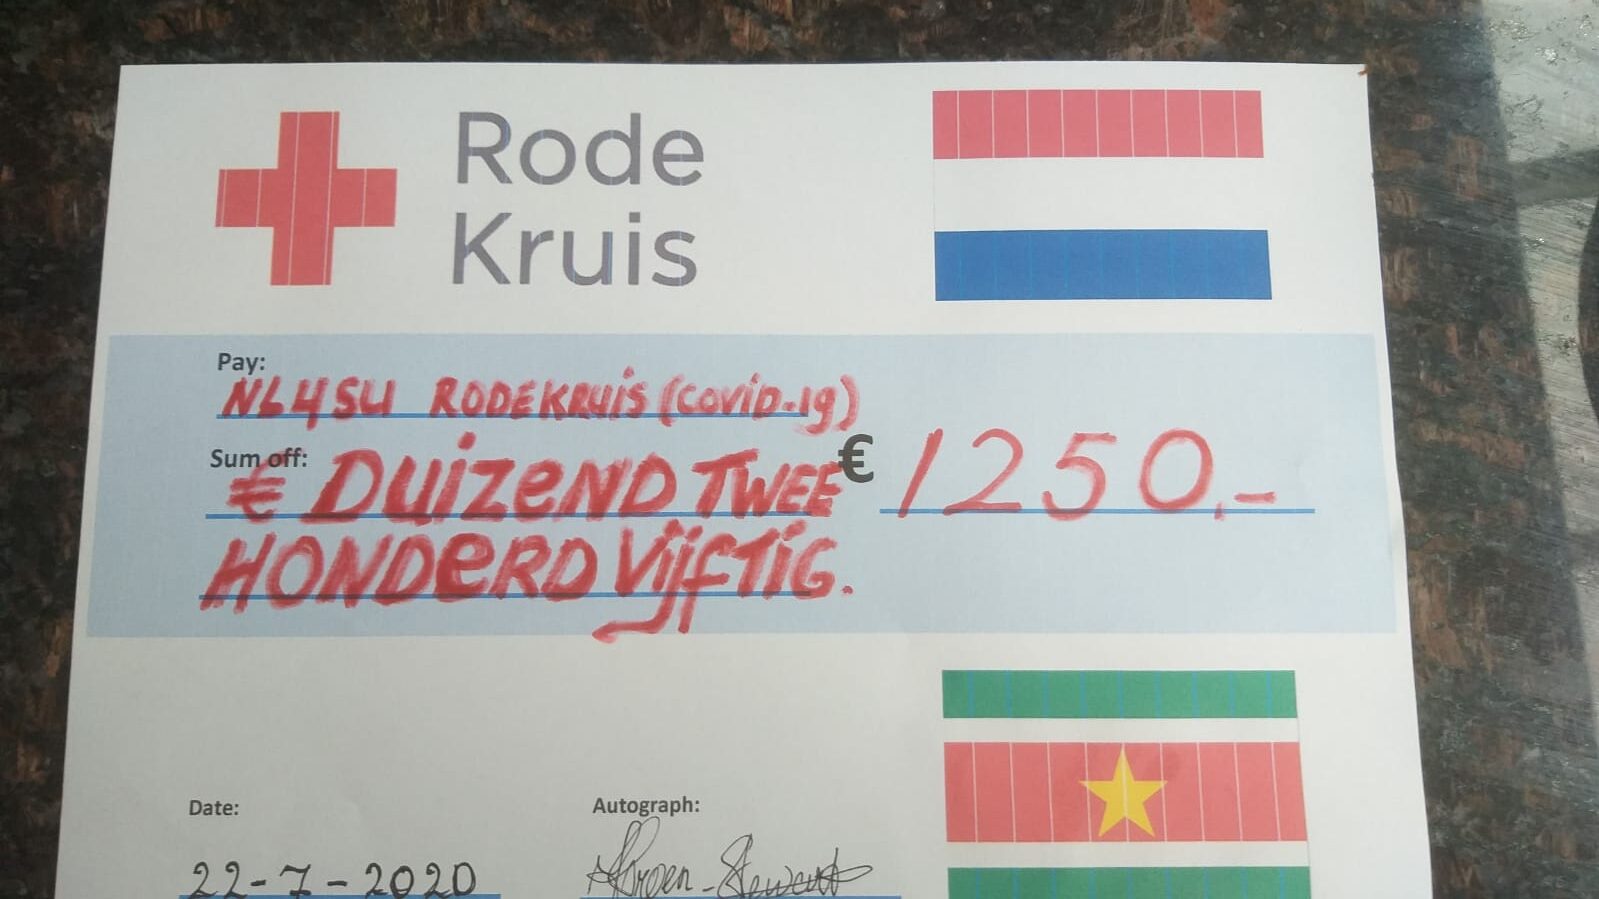 Rode
Kruis
Pay:
NL4SU RODEKRUIS (COVID-19)
Sum off:
€ DUIZEND TWEE
€ 1250,-
HONDERD VIJFTIG.
Date:
Autograph:
22-7-2020